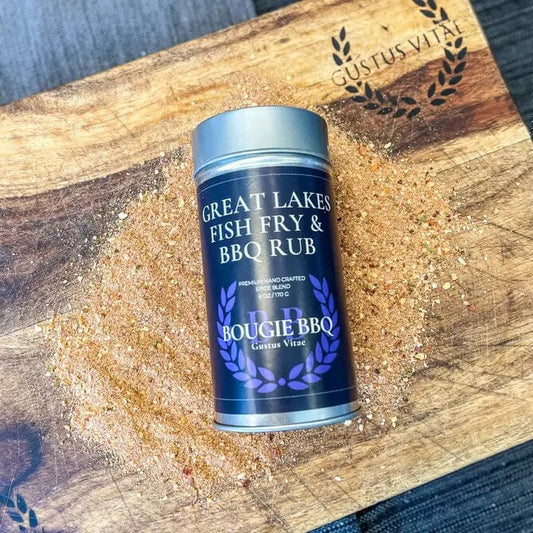 GUSTUS VITAE
GREAT LAKES
FISH FRY &
BBQ RUB
PREMIUM HAND CRAFTED
SPICE BLEND
6 OZ / 170 G
BB
BOUGIE BBQ
Gustus Vitae